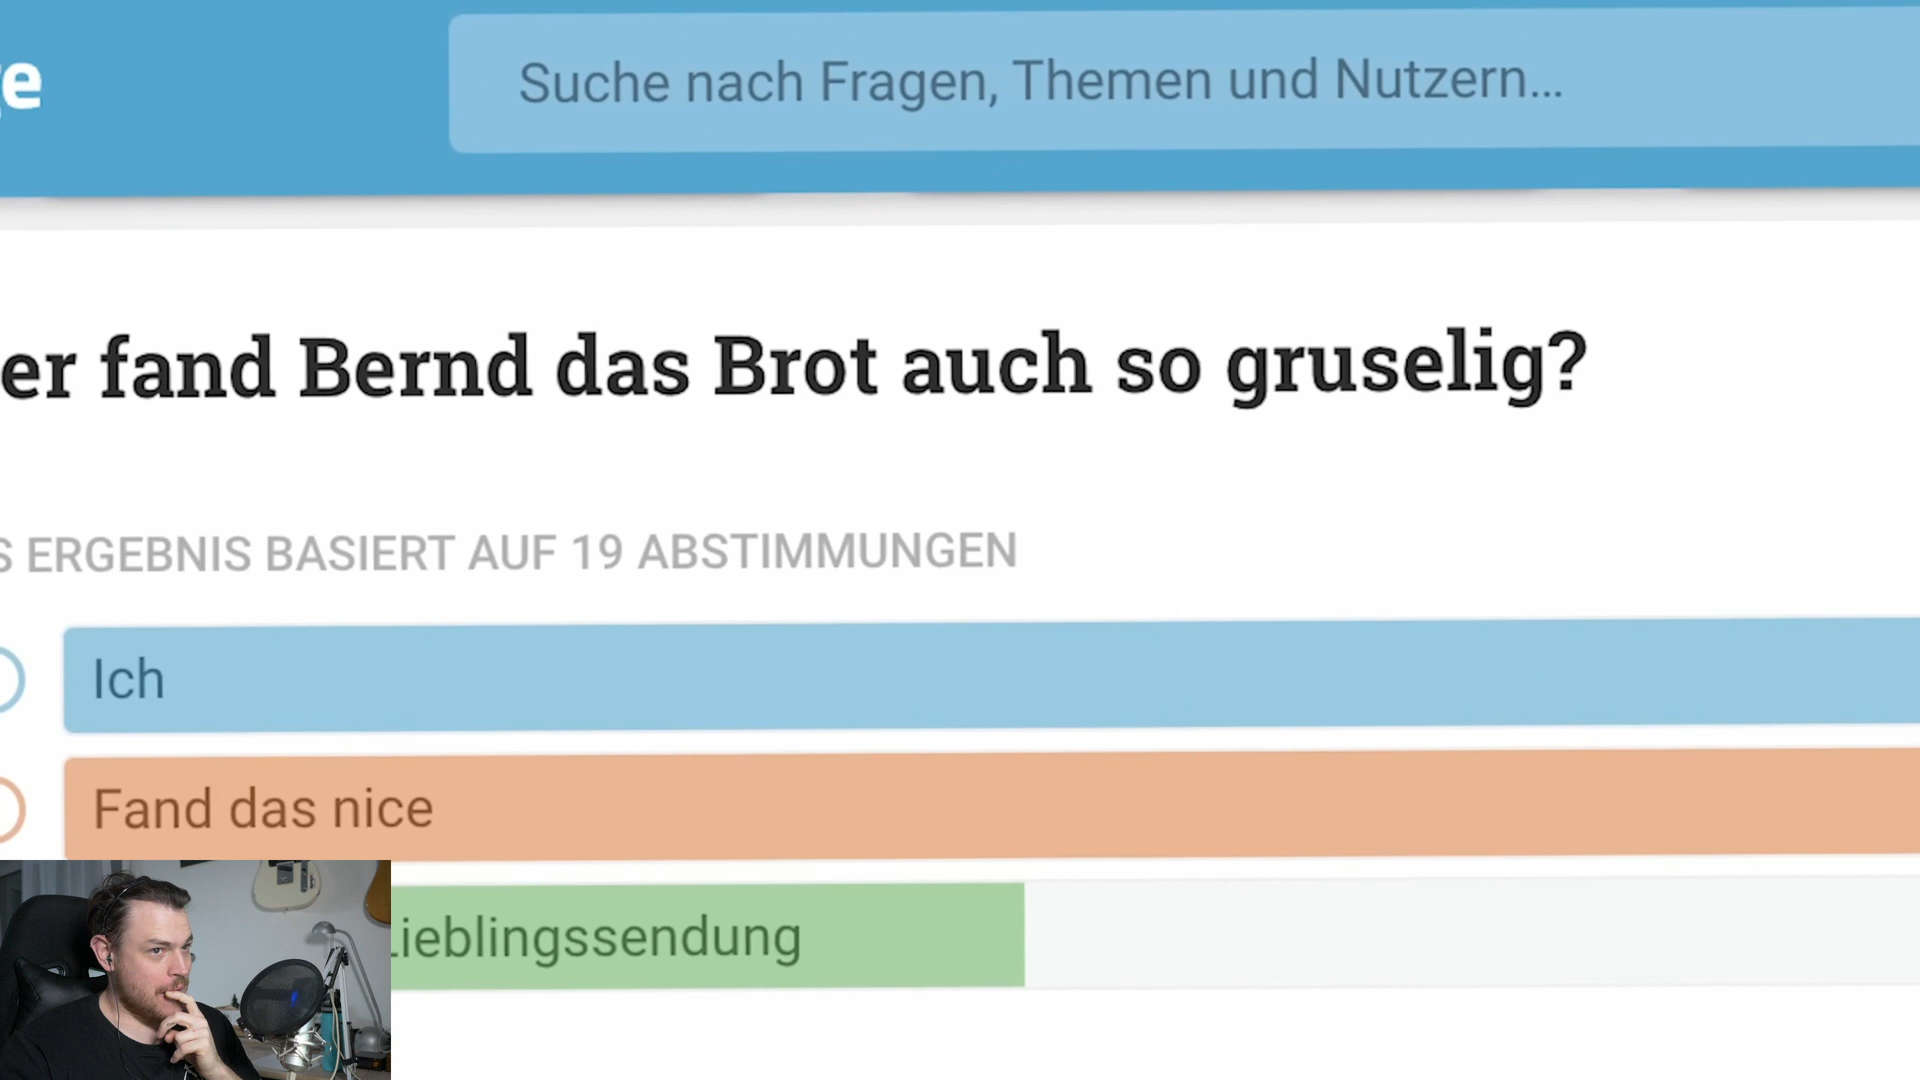 Suche nach Fragen, Themen und Nutzern...
er fand Bernd das Brot auch so gruselig?
S ERGEBNIS BASIERT AUF 19 ABSTIMMUNGEN
Ich
Fand das nice
Lieblingssendung